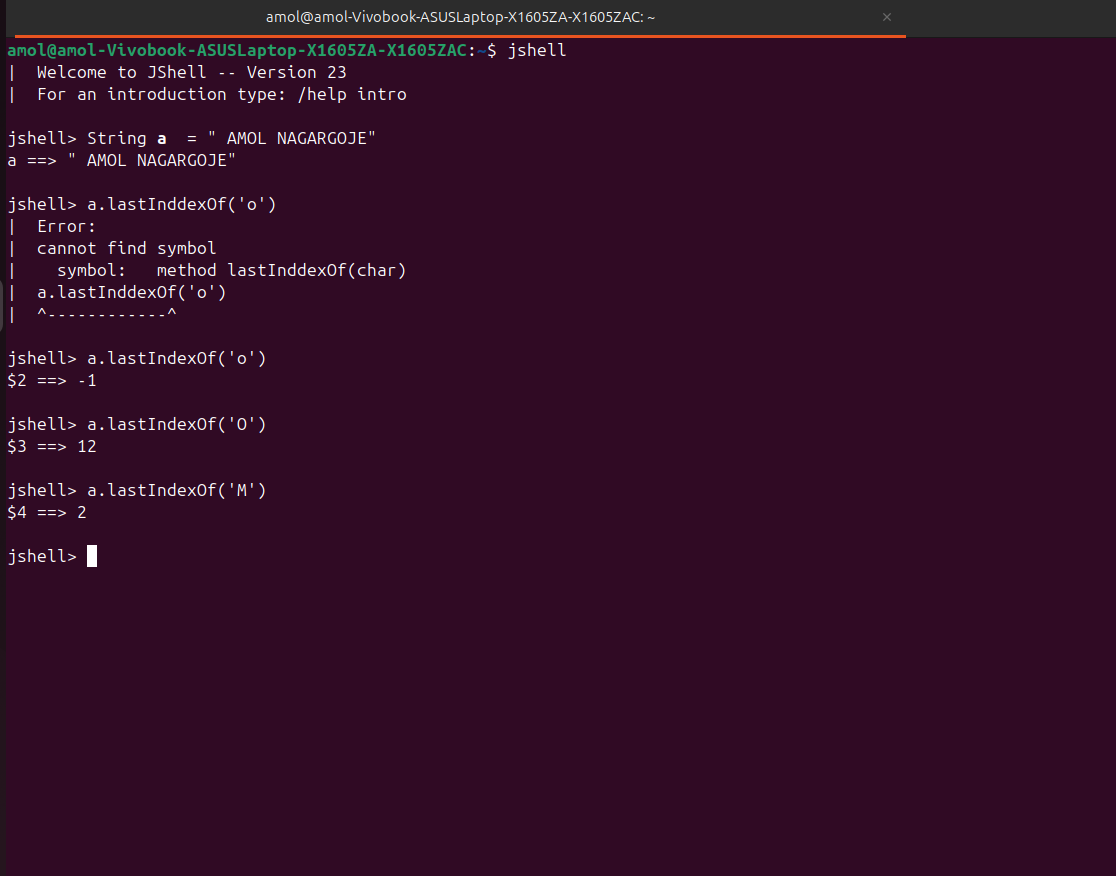 amol@amol-Vivobook-ASUSLaptop-X1605ZA-X1605ZAC: ~
amol@amol-Vivobook-ASUSLaptop-X1605ZA-X1605ZAC:~$ jshell
|  Welcome to JShell -- Version 23
|  For an introduction type: /help intro
jshell> String a  = " AMOL NAGARGOJE"
a ==> " AMOL NAGARGOJE"
jshell> a.lastInddexOf('o')
|  Error:
|  cannot find symbol
|    symbol:   method lastInddexOf(char)
|  a.lastInddexOf('o')
|  ^------------^
jshell> a.lastIndexOf('o')
$2 ==> -1
jshell> a.lastIndexOf('O')
$3 ==> 12
jshell> a.lastIndexOf('M')
$4 ==> 2
jshell>